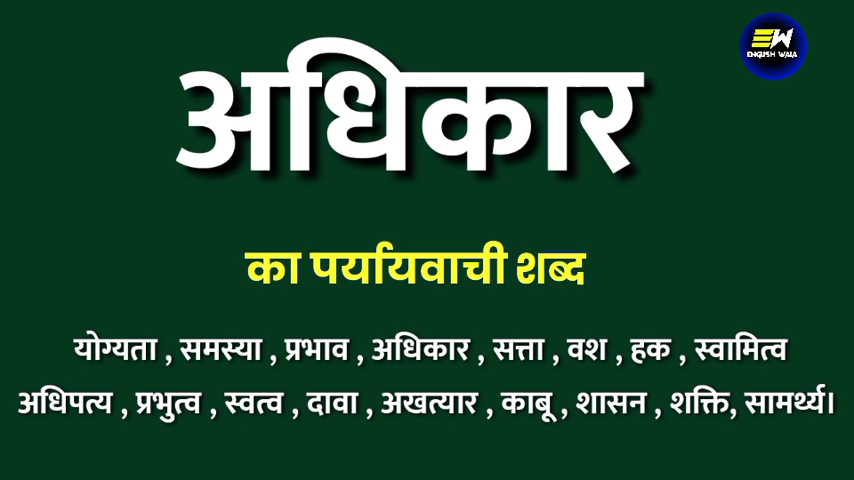 EW
ENGLISH WALA
अधिकार
का पर्यायवाची शब्द
योग्यता , समस्या , प्रभाव , अधिकार , सत्ता , वश , हक , स्वामित्व
अधिपत्य , प्रभुत्व , स्वत्व , दावा , अखत्यार , काबू , शासन , शक्ति, सामर्थ्य।